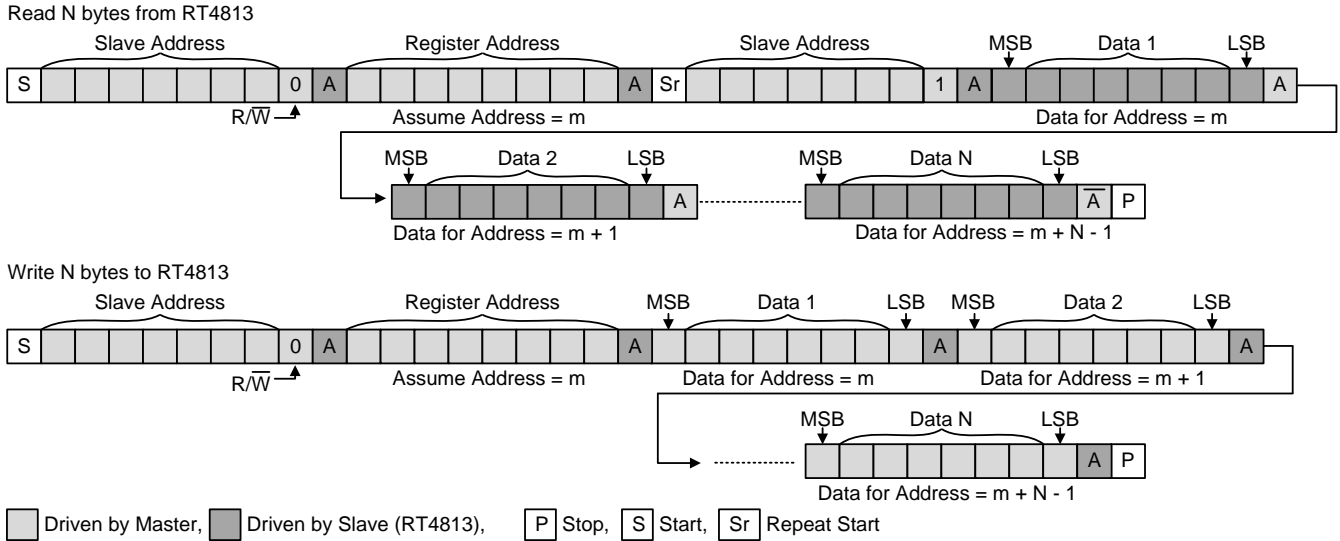 Read N bytes from RT4813
Slave Address Register Address Slave Address MSB Data 1 LSB
S 0 A A Sr 1 A A
R/W̅ Assume Address = m Data for Address = m
MSB Data 2 LSB MSB Data N LSB
A A̅ P
Data for Address = m + 1 Data for Address = m + N - 1
Write N bytes to RT4813
Slave Address Register Address MSB Data 1 LSB MSB Data 2 LSB
S 0 A A A A
R/W̅ Assume Address = m Data for Address = m Data for Address = m + 1
MSB Data N LSB
A P
Data for Address = m + N - 1
Driven by Master, Driven by Slave (RT4813), P Stop, S Start, Sr Repeat Start